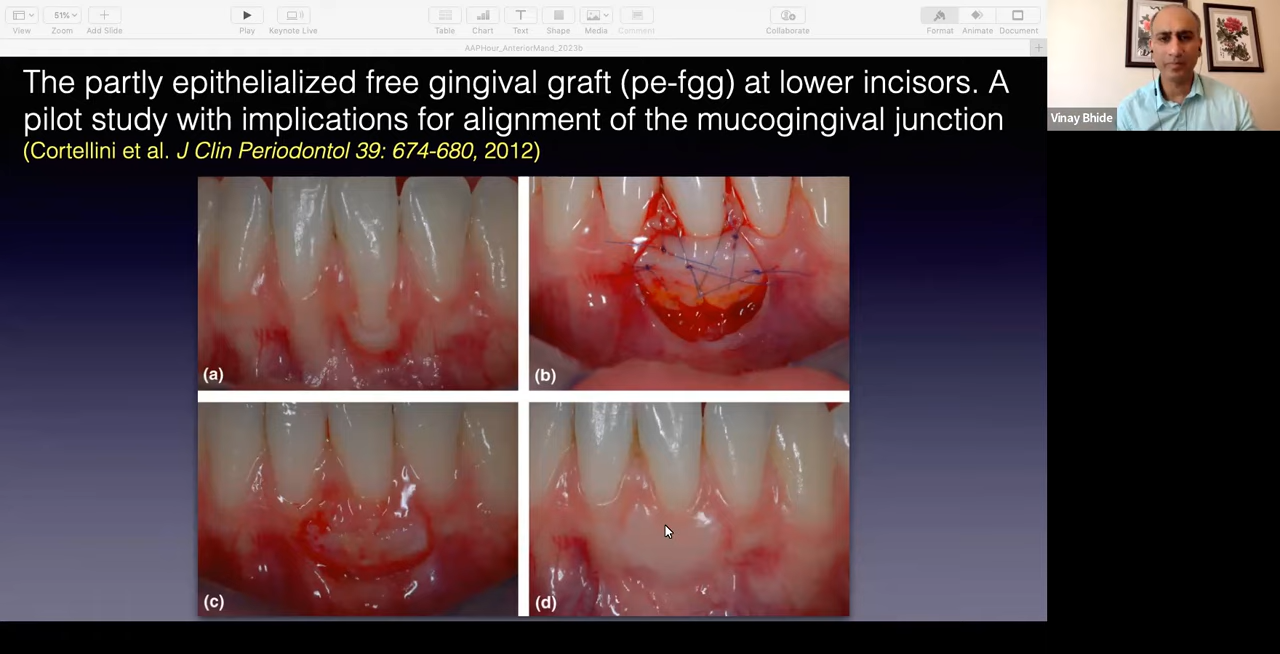 51%
View
Zoom
Add Slide
Play
Keynote Live
Table
Chart
Text
Shape
Media
Comment
Collaborate
Format
Animate
Document
AAPHour_AnteriorMand_2023b
The partly epithelialized free gingival graft (pe-fgg) at lower incisors. A
pilot study with implications for alignment of the mucogingival junction
(Cortellini et al. J Clin Periodontol 39: 674-680, 2012)
Vinay Bhide
(a)
(b)
(c)
(d)